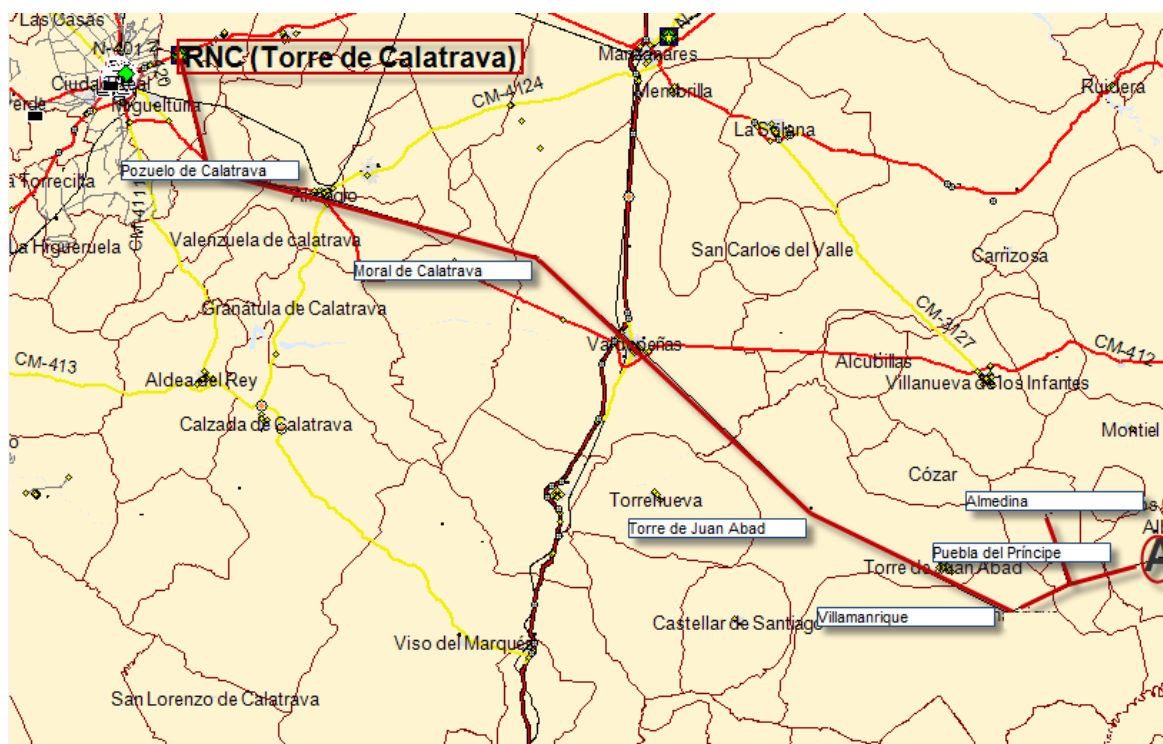 Las Casas
N-401
N-420
RNC (Torre de Calatrava)
Manzanares
Ciudad Real
Miguelturra
CM-4124
Membrilla
Ruidera
La Solana
Pozuelo de Calatrava
a Torrecilla
Almagro
CM-4111
La Higueruela
Valenzuela de calatrava
San Carlos del Valle
Carrizosa
Moral de Calatrava
Granátula de Calatrava
CM-3127
Valdepeñas
CM-412
CM-413
Alcubillas
Aldea del Rey
Villanueva de los Infantes
Calzada de Calatrava
Montiel
Cózar
Torrenueva
Almedina
Torre de Juan Abad
Puebla del Príncipe
Torre de Juan Abad
A
Villamanrique
Castellar de Santiago
Viso del Marqués
San Lorenzo de Calatrava